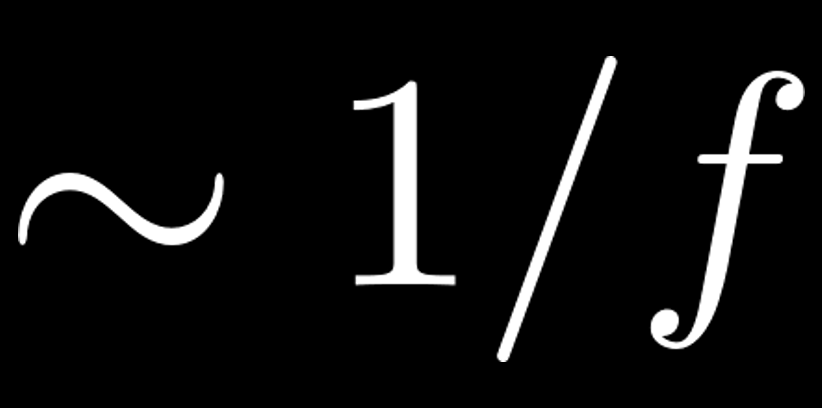 ∼ 1/f